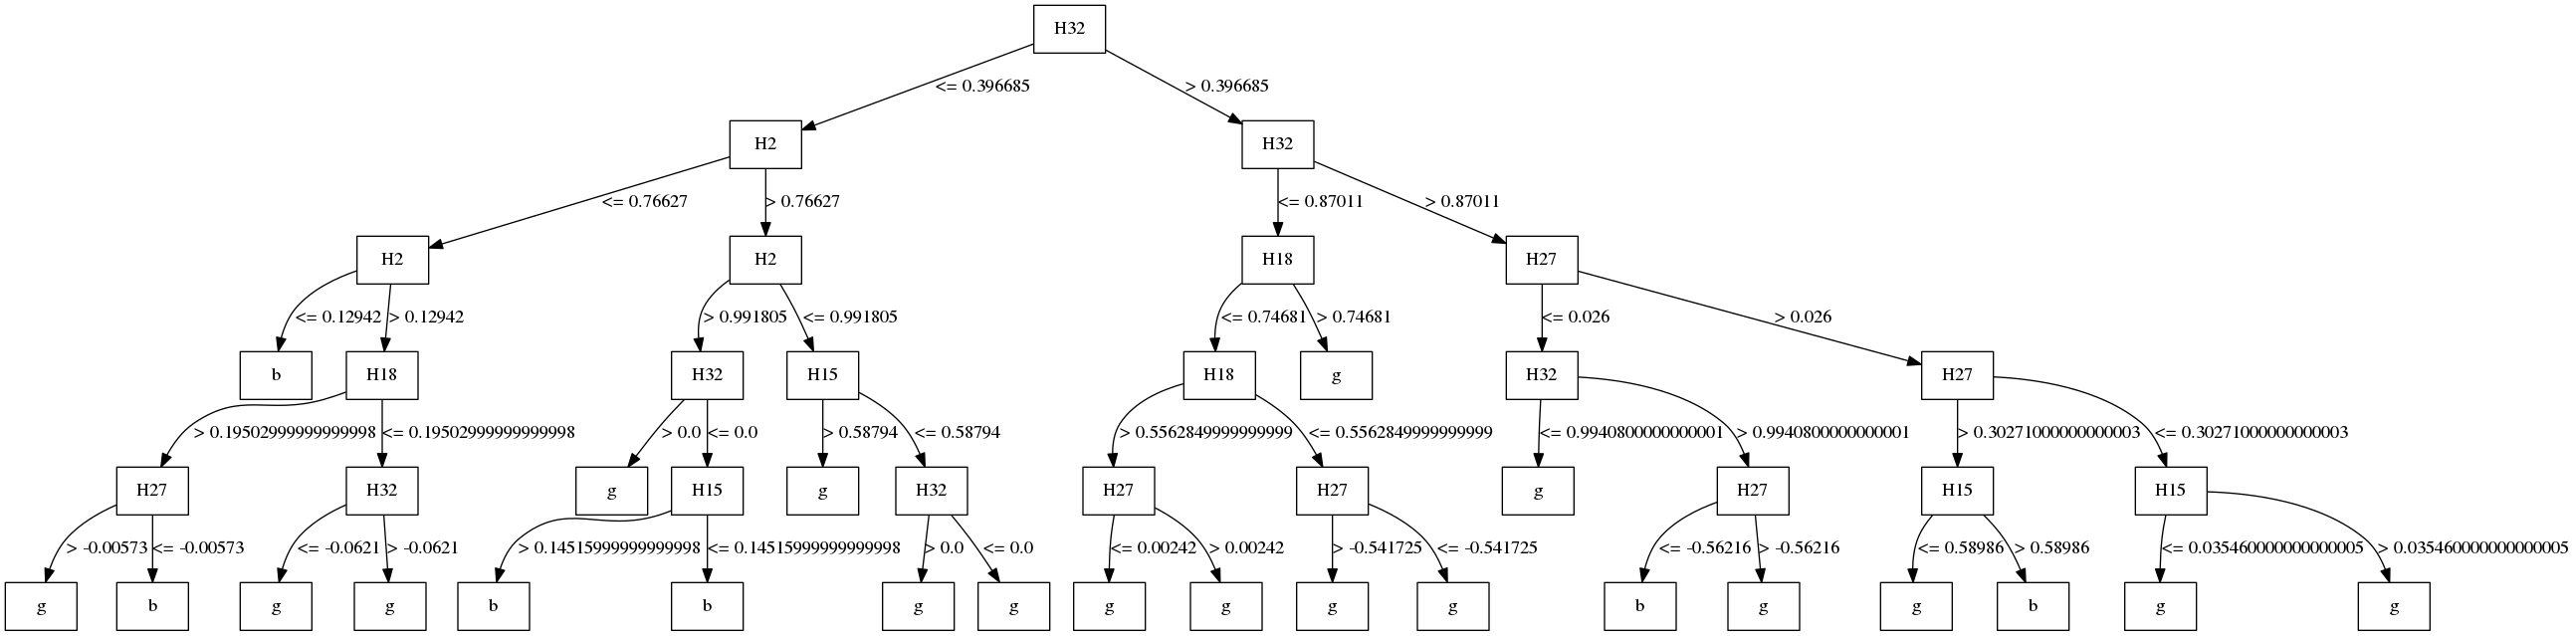 H32
<= 0.396685
> 0.396685
H2
H32
<= 0.76627
> 0.76627
<= 0.87011
> 0.87011
H2
H2
H18
H27
<= 0.12942
> 0.12942
> 0.991805
<= 0.991805
<= 0.74681
> 0.74681
<= 0.026
> 0.026
b
H18
H32
H15
H18
g
H32
H27
> 0.19502999999999998
<= 0.19502999999999998
> 0.0
<= 0.0
> 0.58794
<= 0.58794
> 0.5562849999999999
<= 0.5562849999999999
<= 0.9940800000000001
> 0.9940800000000001
> 0.30271000000000003
<= 0.30271000000000003
H27
H32
g
H15
g
H32
H27
H27
g
H27
H15
H15
> -0.00573
<= -0.00573
<= -0.0621
> -0.0621
> 0.14515999999999998
<= 0.14515999999999998
> 0.0
<= 0.0
<= 0.00242
> 0.00242
> -0.541725
<= -0.541725
<= -0.56216
> -0.56216
<= 0.58986
> 0.58986
<= 0.035460000000000005
> 0.035460000000000005
g
b
g
g
b
b
g
g
g
g
g
g
b
g
g
b
g
g